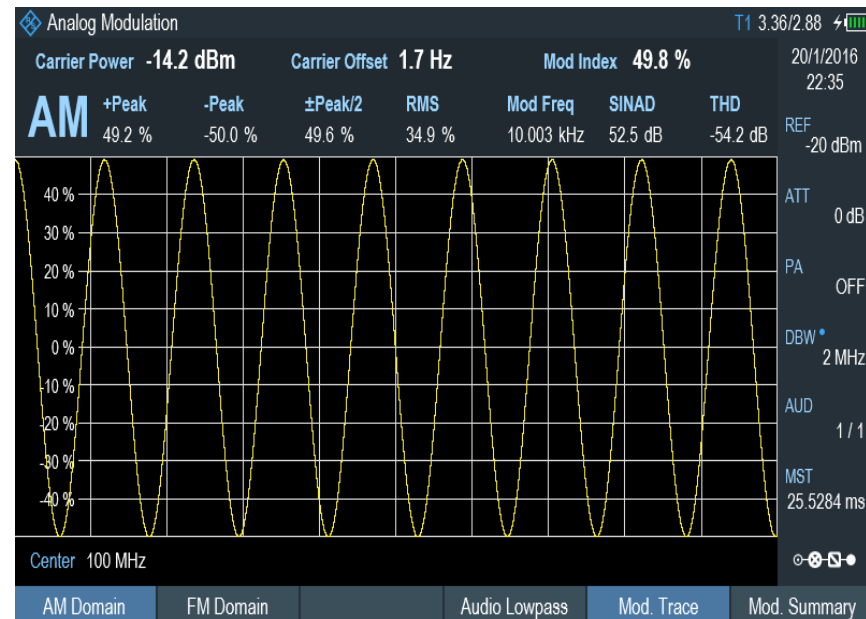 Analog Modulation T1 3.36/2.88
Carrier Power -14.2 dBm Carrier Offset 1.7 Hz Mod Index 49.8 %
20/1/2016
22:35
AM
+Peak -Peak ±Peak/2 RMS Mod Freq SINAD THD
49.2 % -50.0 % 49.6 % 34.9 % 10.003 kHz 52.5 dB -54.2 dB
REF
-20 dBm
ATT
0 dB
PA
OFF
DBW
2 MHz
AUD
1 / 1
MST
25.5284 ms
40 %
30 %
20 %
10 %
0 %
-10 %
-20 %
-30 %
-40 %
Center 100 MHz
AM Domain FM Domain Audio Lowpass Mod. Trace Mod. Summary